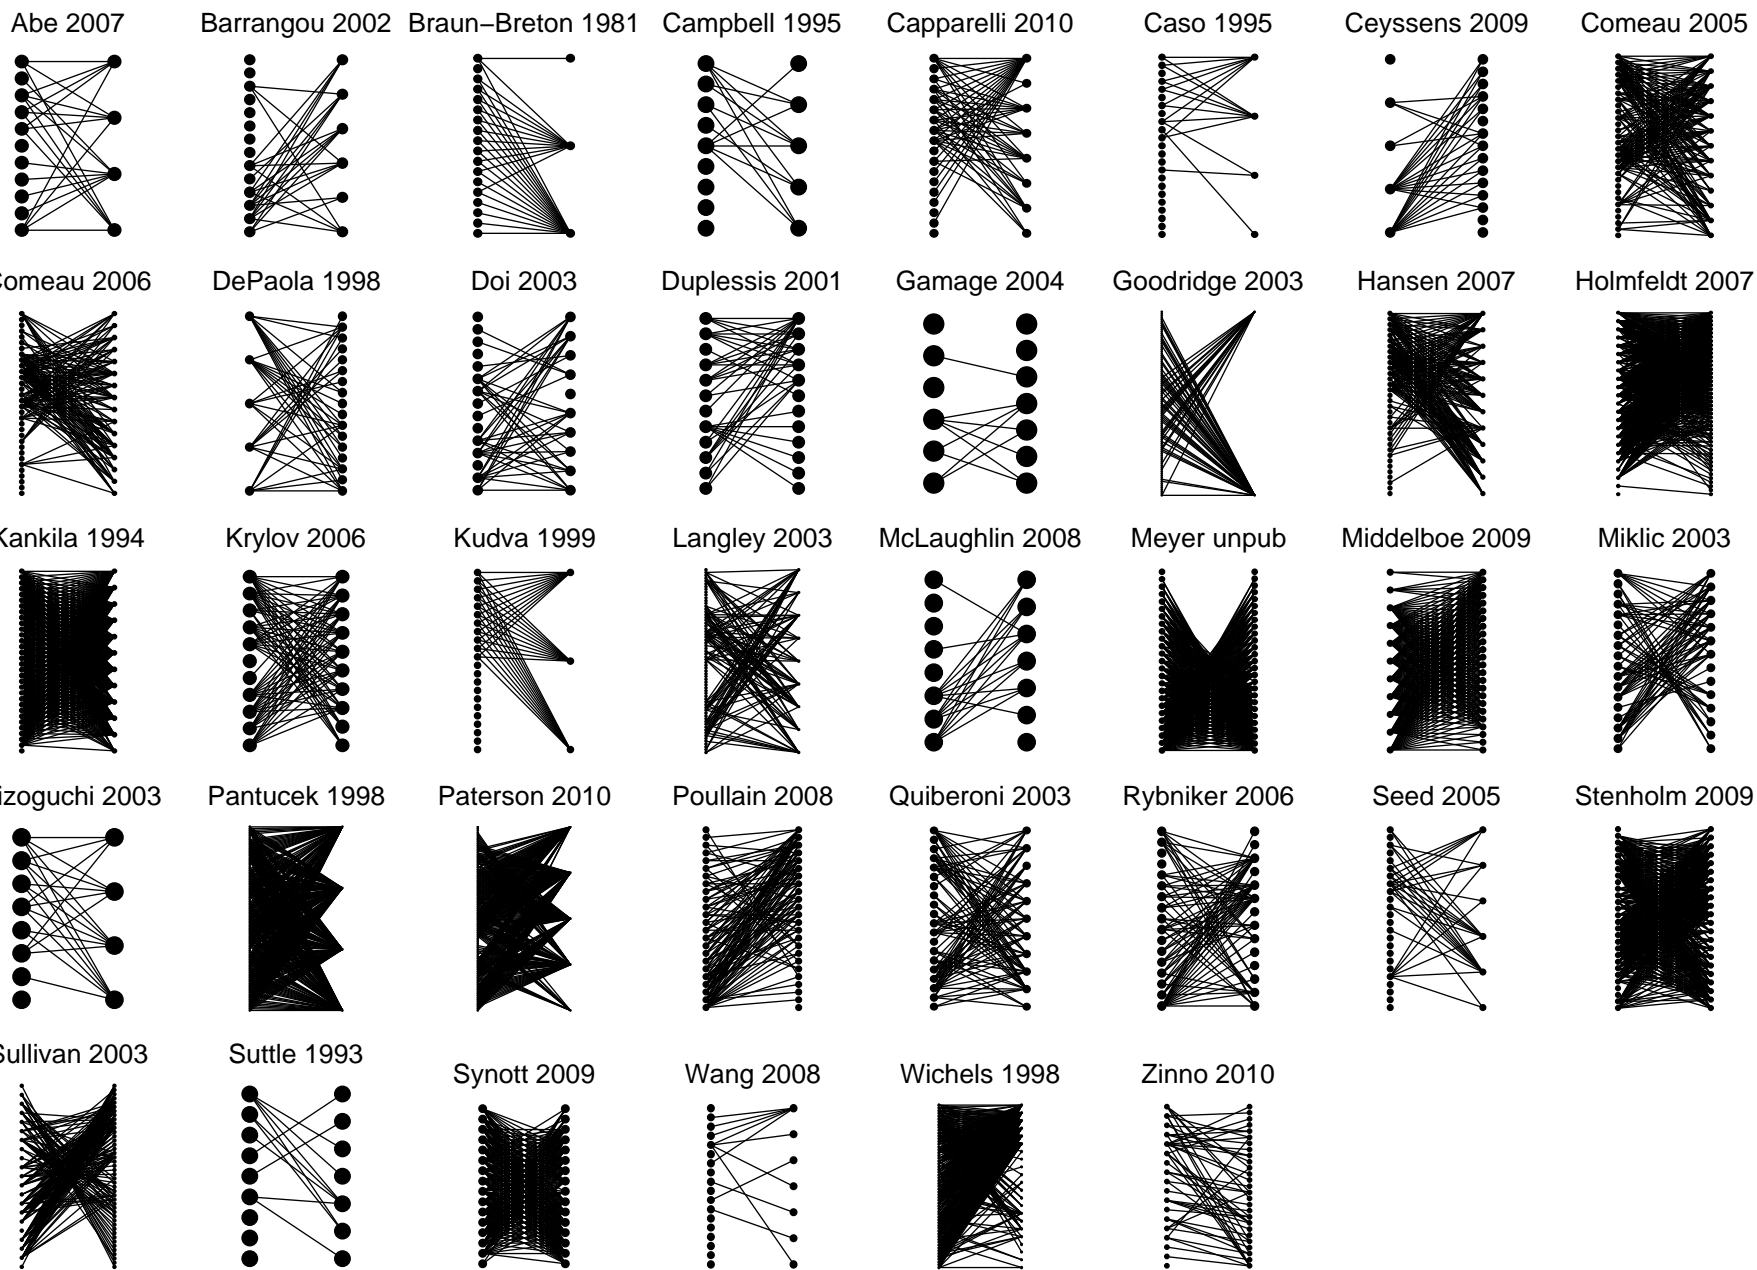 Abe 2007
Barrangou 2002
Braun−Breton 1981
Campbell 1995
Capparelli 2010
Caso 1995
Ceyssens 2009
Comeau 2005
Comeau 2006
DePaola 1998
Doi 2003
Duplessis 2001
Gamage 2004
Goodridge 2003
Hansen 2007
Holmfeldt 2007
Kankila 1994
Krylov 2006
Kudva 1999
Langley 2003
McLaughlin 2008
Meyer unpub
Middelboe 2009
Miklic 2003
izoguchi 2003
Pantucek 1998
Paterson 2010
Poullain 2008
Quiberoni 2003
Rybniker 2006
Seed 2005
Stenholm 2009
Sullivan 2003
Suttle 1993
Synott 2009
Wang 2008
Wichels 1998
Zinno 2010